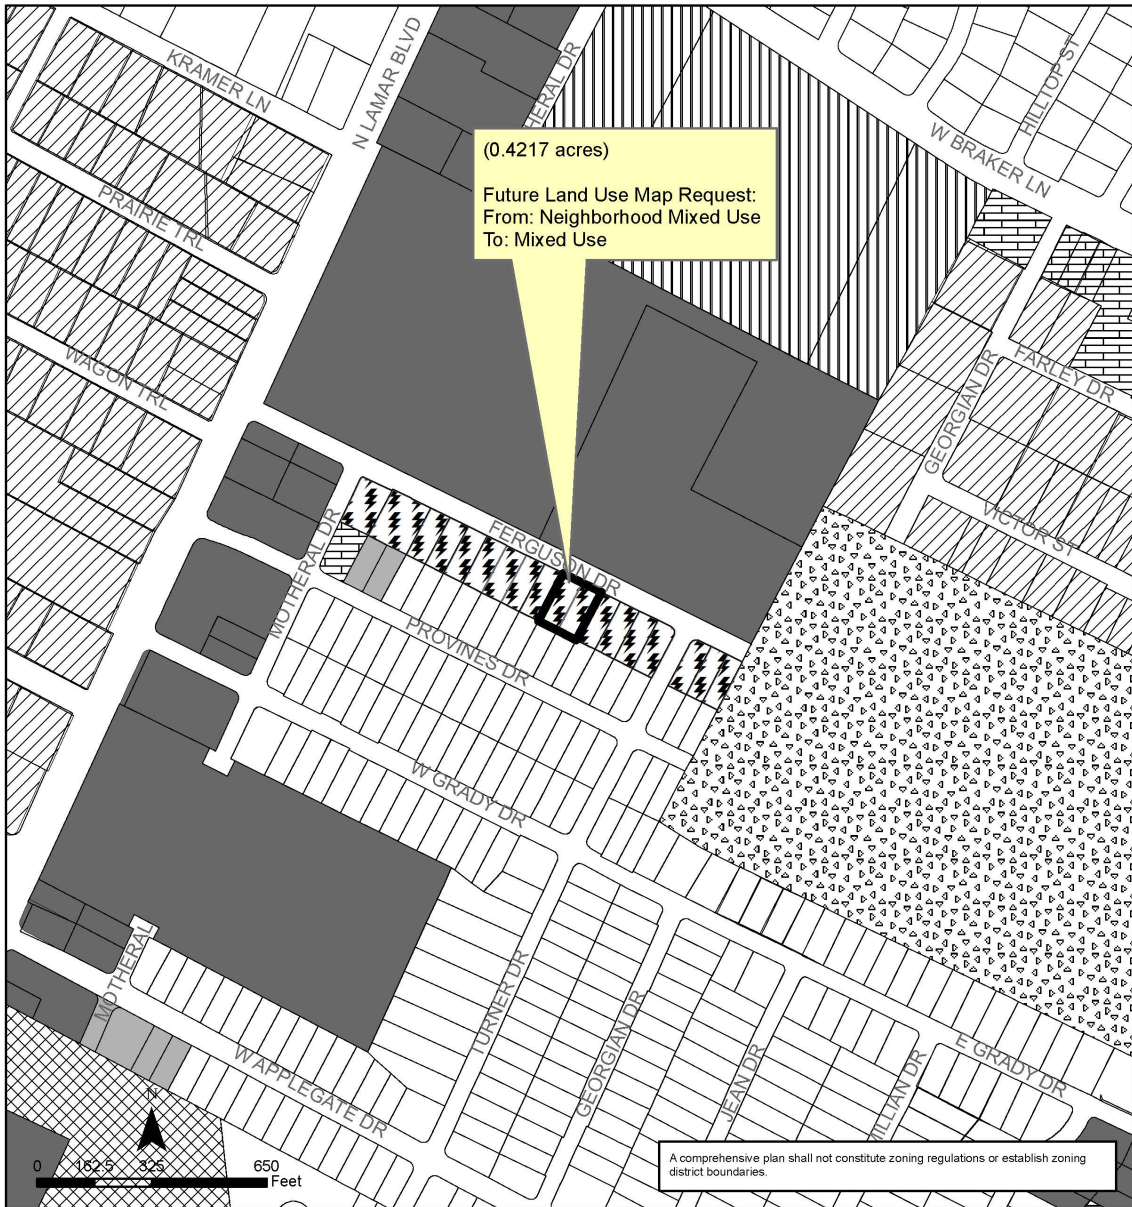 KRAMER LN
N LAMAR BLVD
HERAL DR
HILLTOP ST
W BRAKER LN
(0.4217 acres)
Future Land Use Map Request:
From: Neighborhood Mixed Use
To: Mixed Use
PRAIRIE TRL
WAGON TRL
FARLEY DR
GEORGIAN DR
VICTOR ST
FERGUSON DR
MOTHERAL DR
PROVINES DR
W GRADY DR
MOTHERAL
TURNER DR
GEORGIAN DR
JEAN DR
MILLIAN DR
E GRADY DR
W APPLEGATE DR
N
0 162.5 325 650
Feet
A comprehensive plan shall not constitute zoning regulations or establish zoning
district boundaries.